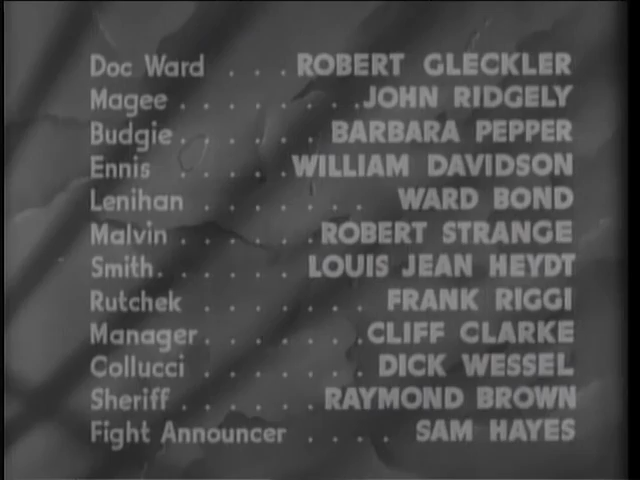 Doc Ward . . . ROBERT GLECKLER
Magee . . . . . . . . JOHN RIDGELY
Budgie . . . . . . BARBARA PEPPER
Ennis . . . . . WILLIAM DAVIDSON
Lenihan . . . . . . . WARD BOND
Malvin . . . . . . ROBERT STRANGE
Smith. . . . . . LOUIS JEAN HEYDT
Rutchek . . . . . . . FRANK RIGGI
Manager . . . . . . . CLIFF CLARKE
Collucci . . . . . . . DICK WESSEL
Sheriff . . . . . . RAYMOND BROWN
Fight Announcer . . . . SAM HAYES